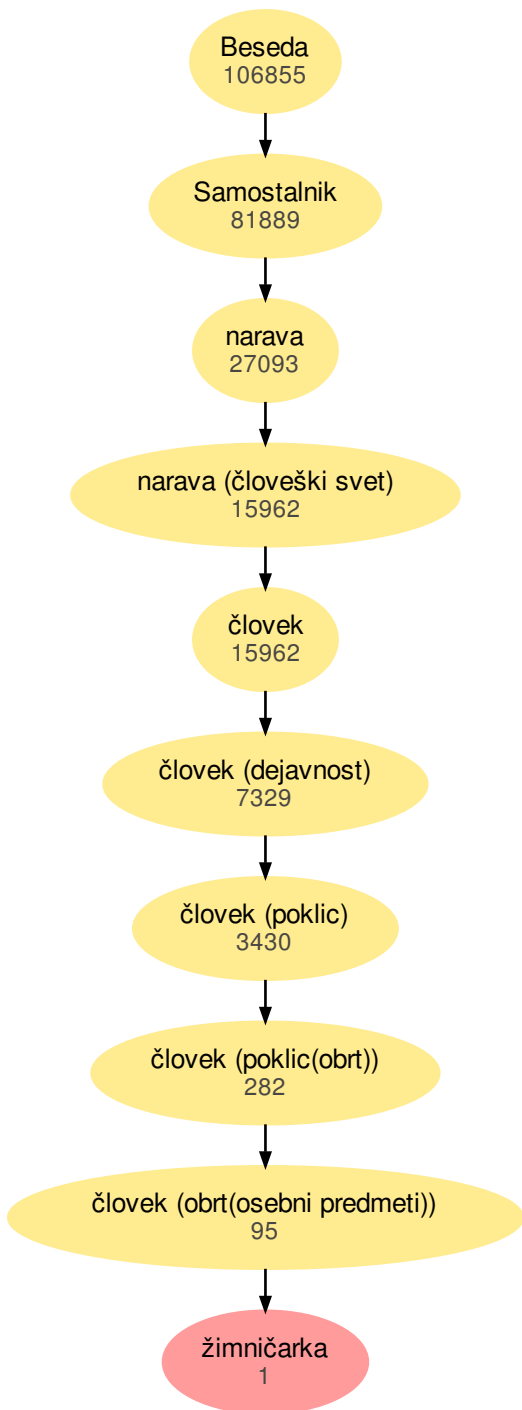 Beseda
106855
Samostalnik
81889
narava
27093
narava (človeški svet)
15962
človek
15962
človek (dejavnost)
7329
človek (poklic)
3430
človek (poklic(obrt))
282
človek (obrt(osebni predmeti))
95
žimničarka
1